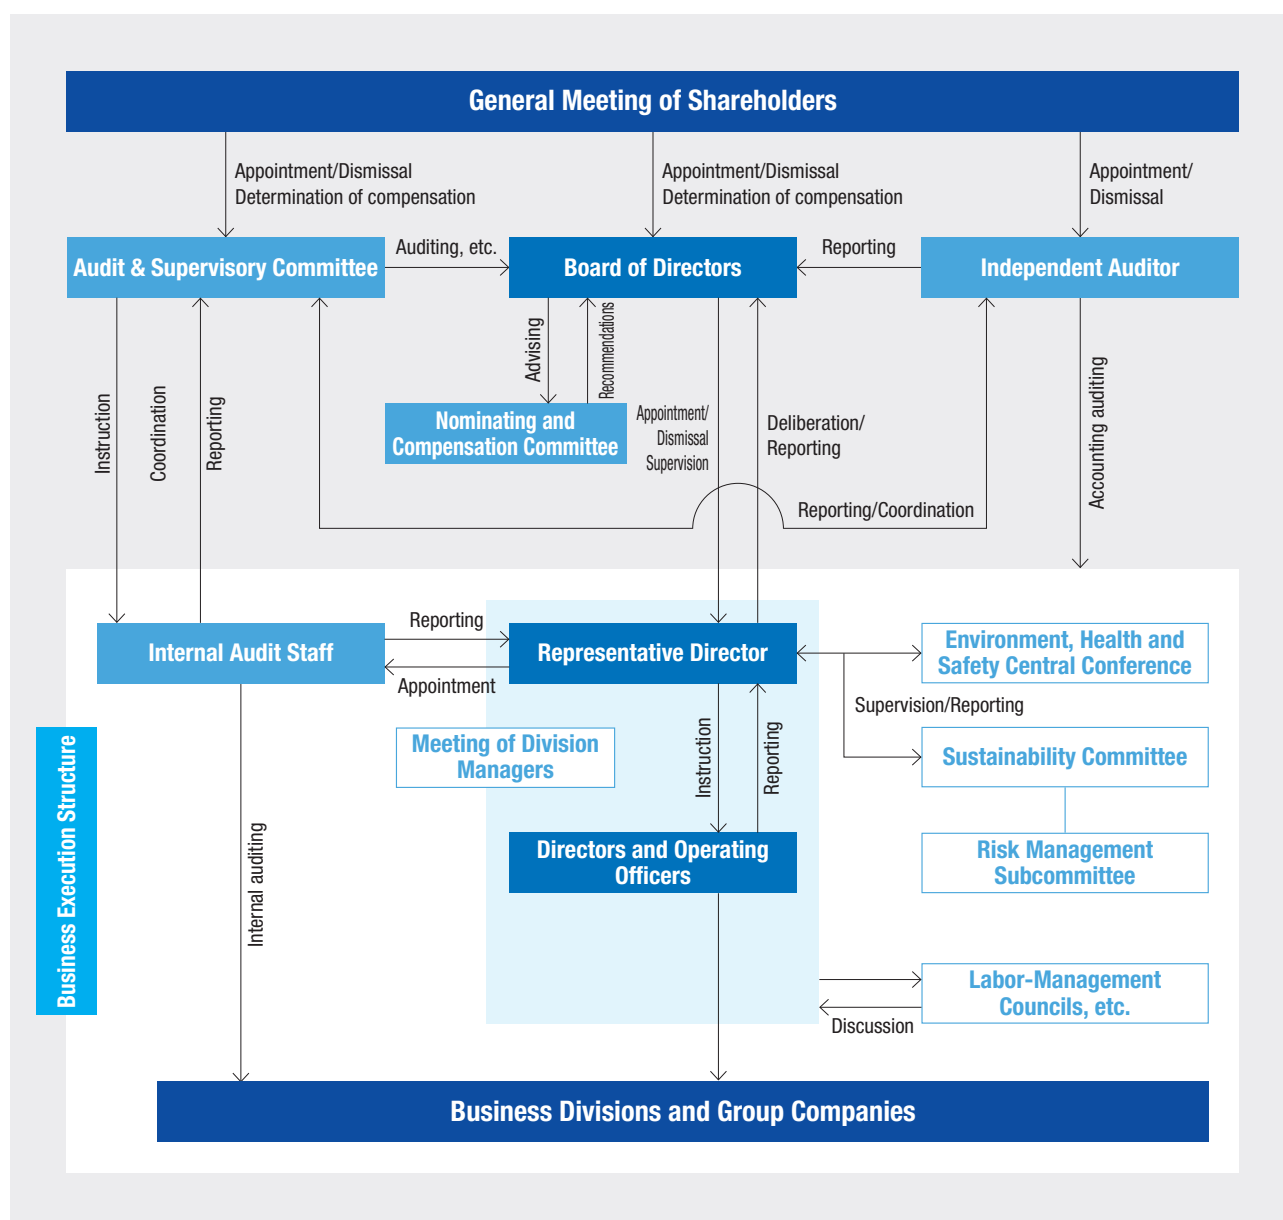 General Meeting of Shareholders
Appointment/Dismissal
Determination of compensation
Appointment/Dismissal
Determination of compensation
Appointment/
Dismissal
Audit & Supervisory Committee
Auditing, etc.
Board of Directors
Reporting
Independent Auditor
Advising
Recommendations
Nominating and
Compensation Committee
Instruction
Coordination
Reporting
Appointment/
Dismissal
Supervision
Deliberation/
Reporting
Accounting auditing
Reporting/Coordination
Internal Audit Staff
Reporting
Appointment
Representative Director
Environment, Health and
Safety Central Conference
Supervision/Reporting
Meeting of Division
Managers
Instruction
Reporting
Sustainability Committee
Business Execution Structure
Internal auditing
Directors and Operating
Officers
Risk Management
Subcommittee
Labor-Management
Councils, etc.
Discussion
Business Divisions and Group Companies